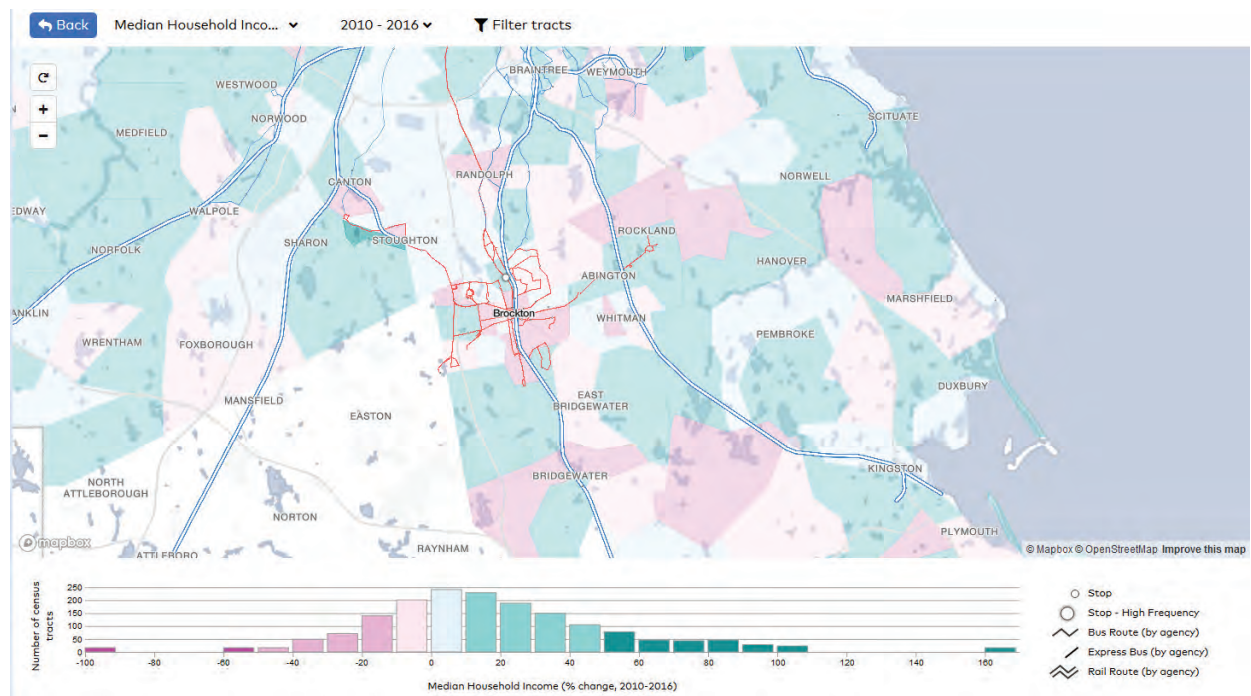 Back Median Household Inco... 2010 - 2016 Filter tracts
+
−
BRAINTREE WEYMOUTH
WESTWOOD
NORWOOD
SCITUATE
MEDFIELD
RANDOLPH
NORWELL
CANTON
EDWAY
WALPOLE
ROCKLAND
NORFOLK
SHARON
STOUGHTON
HANOVER
ABINGTON
MARSHFIELD
ANKLIN
Brockton
WHITMAN
PEMBROKE
WRENTHAM
FOXBOROUGH
DUXBURY
MANSFIELD
EASTON
EAST
BRIDGEWATER
BRIDGEWATER
KINGSTON
NORTH
ATTLEBOROUGH
NORTON
PLYMOUTH
mapbox
RAYNHAM
ATTLEBORO
© Mapbox © OpenStreetMap Improve this map
Number of census
tracts
250
200
150
100
50
0
-100 -80 -60 -40 -20 0 20 40 60 80 100 120 140 160
Median Household Income (% change, 2010-2016)
Stop
Stop - High Frequency
Bus Route (by agency)
Express Bus (by agency)
Rail Route (by agency)